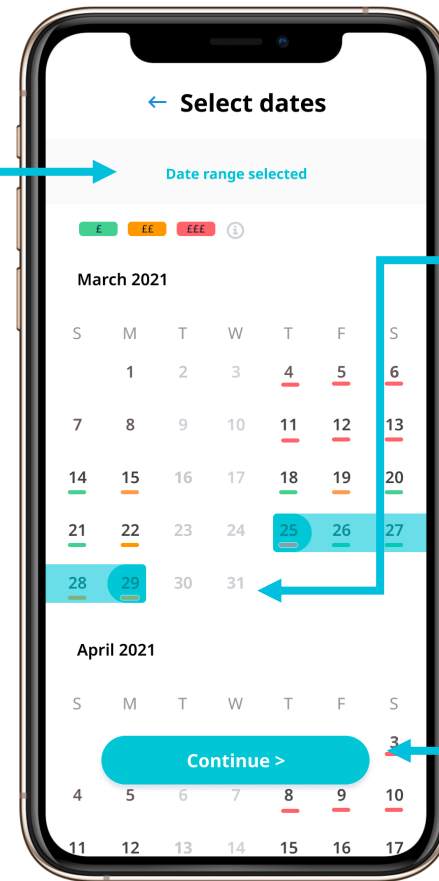 ← Select dates
Date range selected
£ ££ £££ i
March 2021
S M T W T F S
1 2 3 4 5 6
7 8 9 10 11 12 13
14 15 16 17 18 19 20
21 22 23 24 25 26 27
28 29 30 31
April 2021
S M T W T F S
3
Continue >
4 5 6 7 8 9 10
11 12 13 14 15 16 17